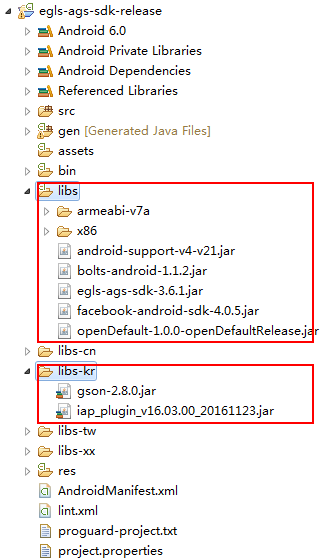 egls-ags-sdk-release
Android 6.0
Android Private Libraries
Android Dependencies
Referenced Libraries
src
gen [Generated Java Files]
assets
bin
libs
armeabi-v7a
x86
android-support-v4-v21.jar
bolts-android-1.1.2.jar
egls-ags-sdk-3.6.1.jar
facebook-android-sdk-4.0.5.jar
openDefault-1.0.0-openDefaultRelease.jar
libs-cn
libs-kr
gson-2.8.0.jar
iap_plugin_v16.03.00_20161123.jar
libs-tw
libs-xx
res
AndroidManifest.xml
lint.xml
proguard-project.txt
project.properties